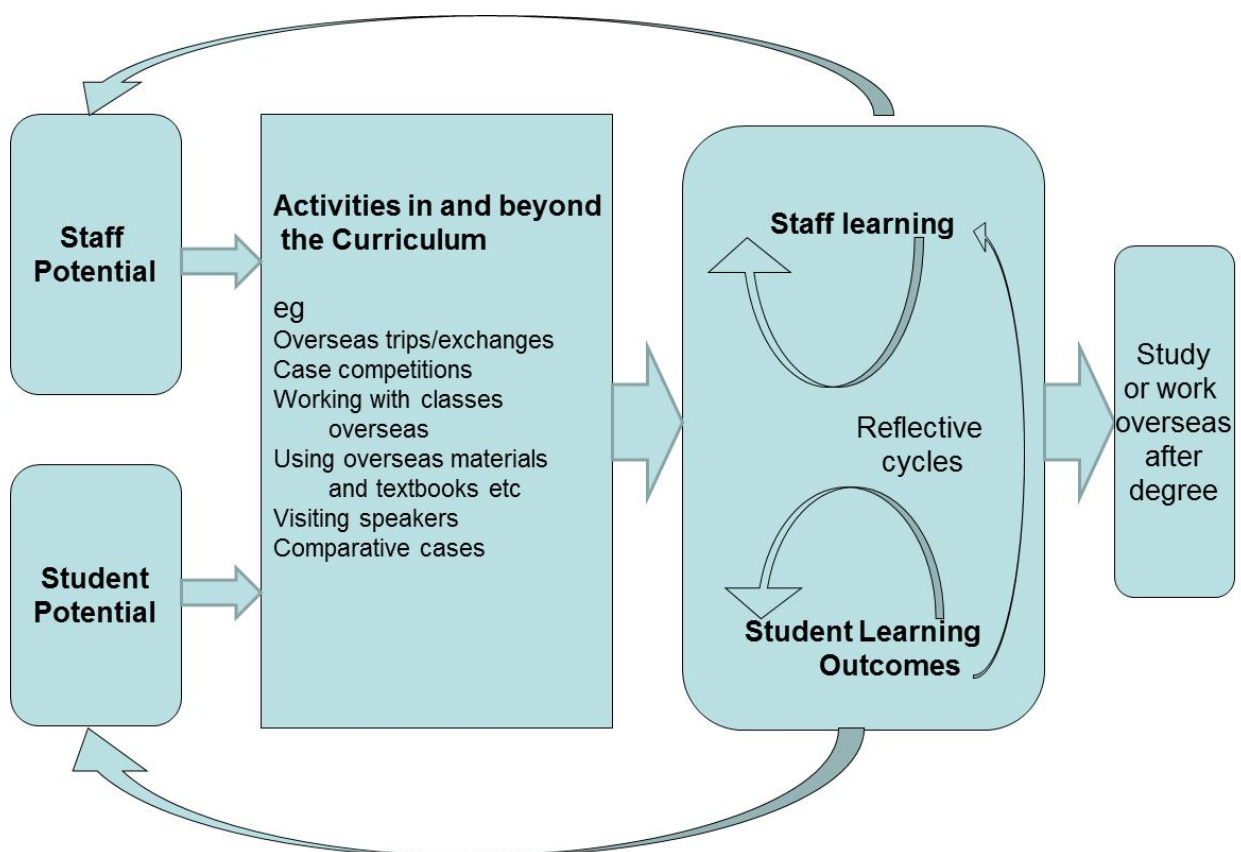 Staff
Potential
Student
Potential
Activities in and beyond
the Curriculum
eg
Overseas trips/exchanges
Case competitions
Working with classes
overseas
Using overseas materials
and textbooks etc
Visiting speakers
Comparative cases
Staff learning
Reflective
cycles
Student Learning
Outcomes
Study
or work
overseas
after
degree